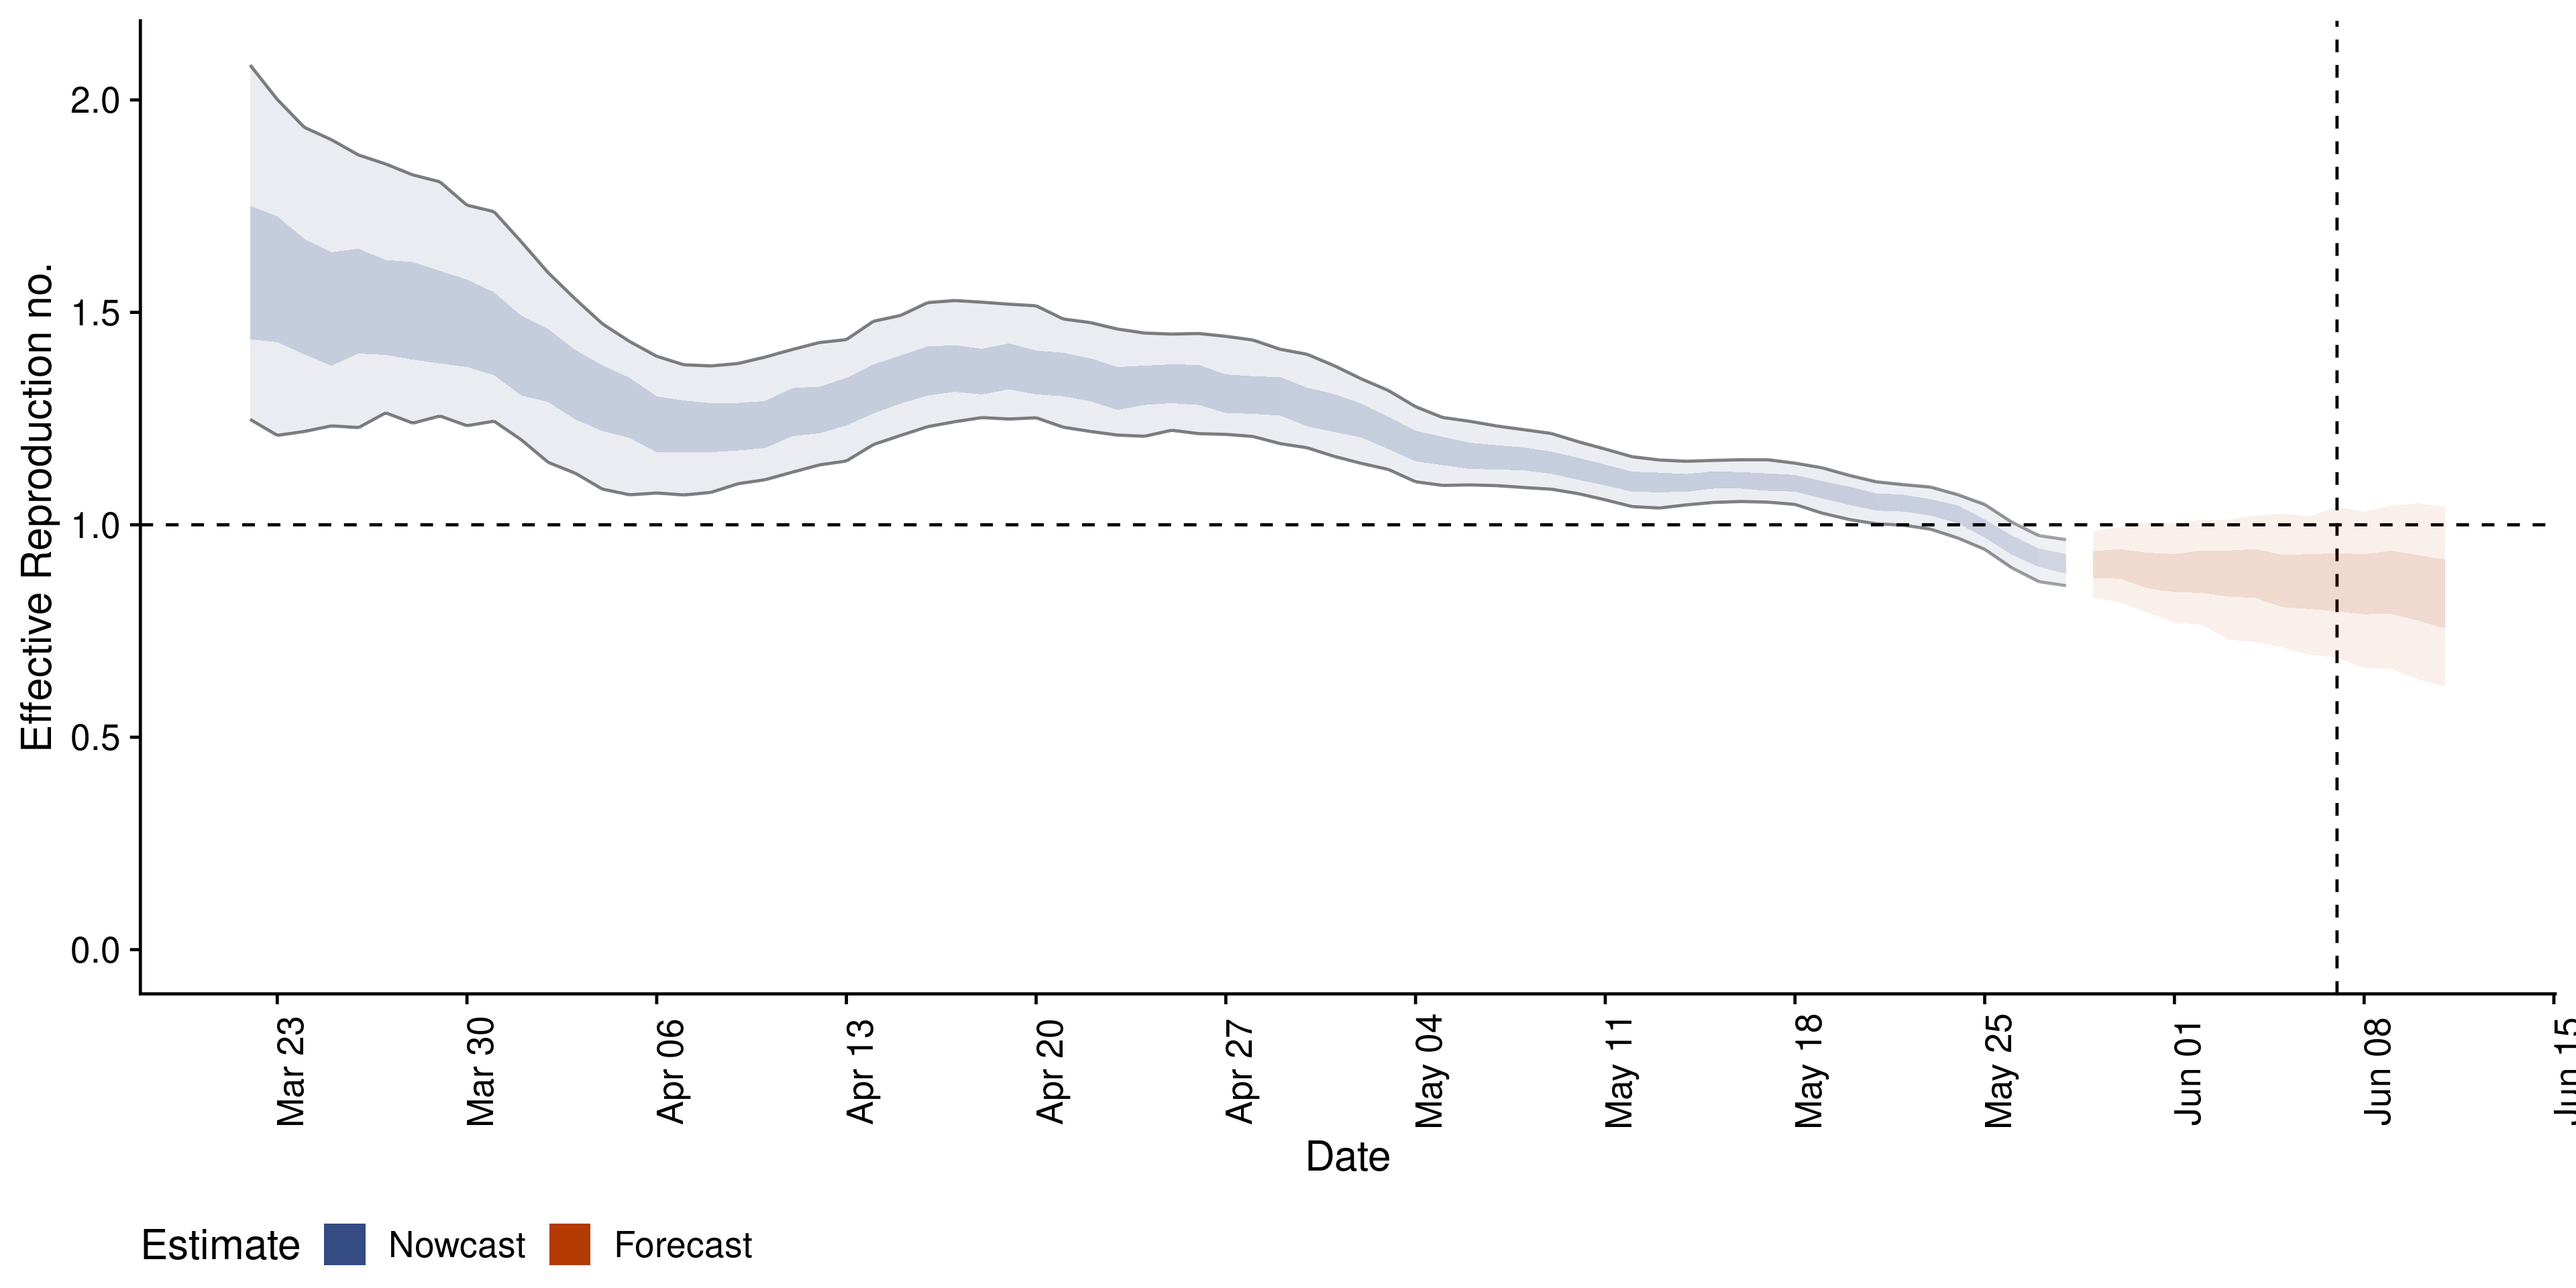 Effective Reproduction no.
2.0
1.5
1.0
0.5
0.0
Mar 23
Mar 30
Apr 06
Apr 13
Apr 20
Apr 27
May 04
May 11
May 18
May 25
Jun 01
Jun 08
Jun 15
Date
Estimate Nowcast Forecast